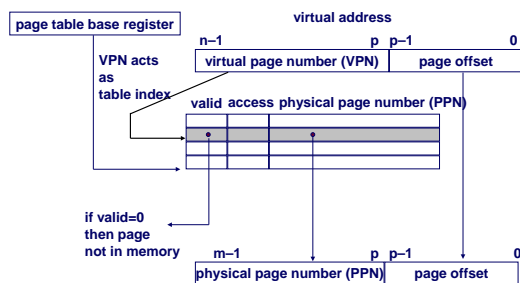 page table base register
virtual address
n–1 p p–1 0
virtual page number (VPN) page offset
VPN acts
as
table index
valid access physical page number (PPN)
if valid=0
then page
not in memory
m–1 p p–1 0
physical page number (PPN) page offset